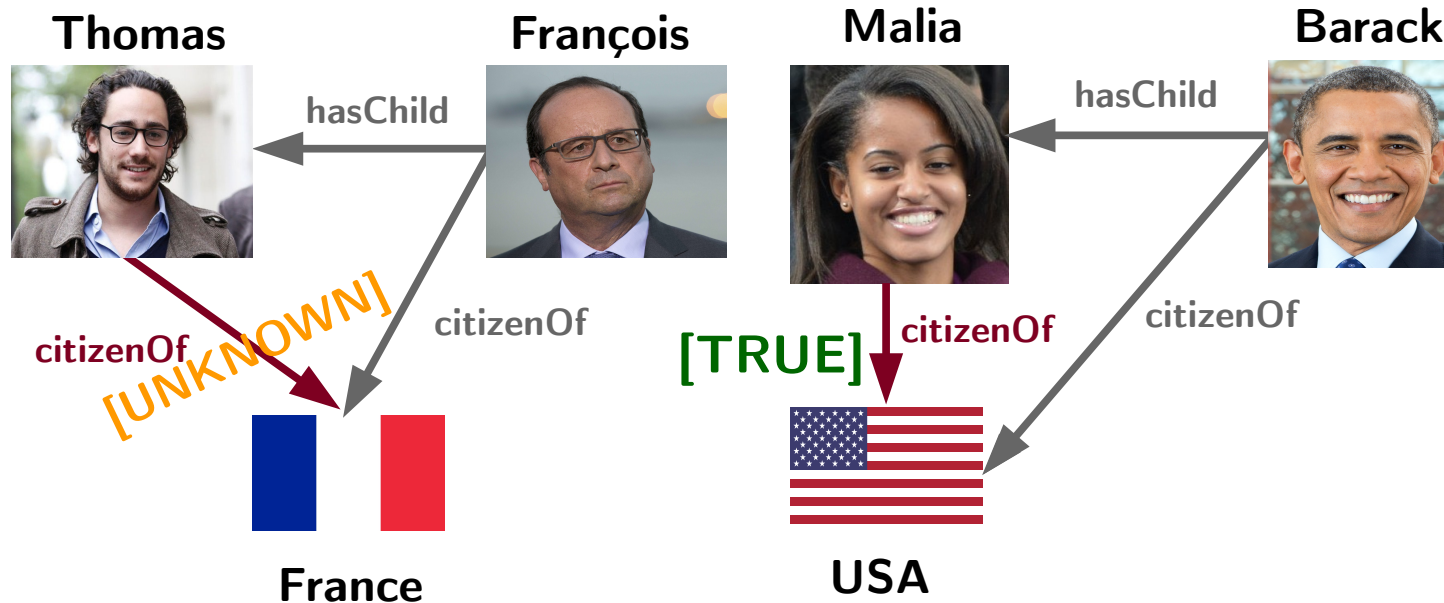 Thomas
François
Malia
Barack
hasChild
hasChild
citizenOf
[UNKNOWN]
citizenOf
[TRUE]
citizenOf
citizenOf
France
USA